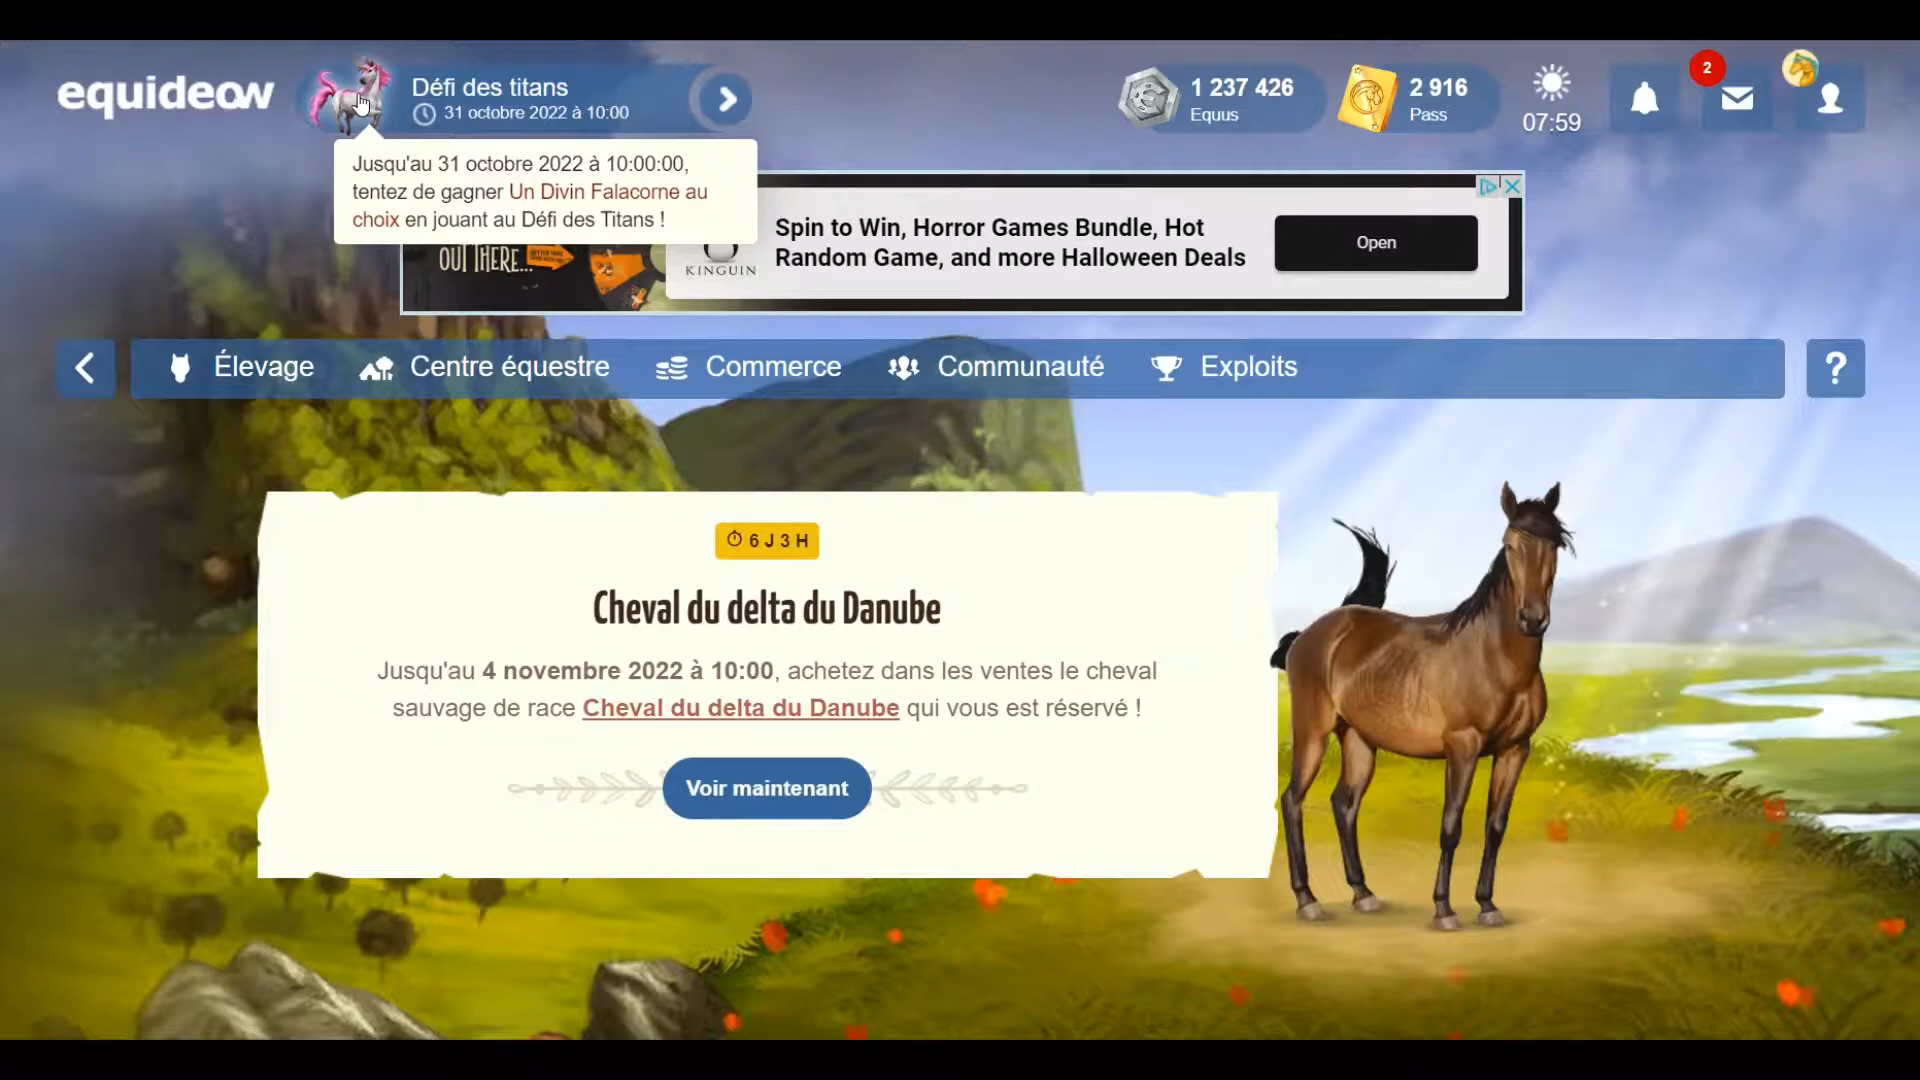 equideow
Défi des titans
31 octobre 2022 à 10:00
1 237 426
Equus
2 916
Pass
07:59
2
Jusqu'au 31 octobre 2022 à 10:00:00,
tentez de gagner Un Divin Falacorne au
choix en jouant au Défi des Titans !
OUT THERE...
KINGUIN
Spin to Win, Horror Games Bundle, Hot
Random Game, and more Halloween Deals
Open
Élevage
Centre équestre
Commerce
Communauté
Exploits
?
6 J 3 H
Cheval du delta du Danube
Jusqu'au 4 novembre 2022 à 10:00, achetez dans les ventes le cheval
sauvage de race Cheval du delta du Danube qui vous est réservé !
Voir maintenant